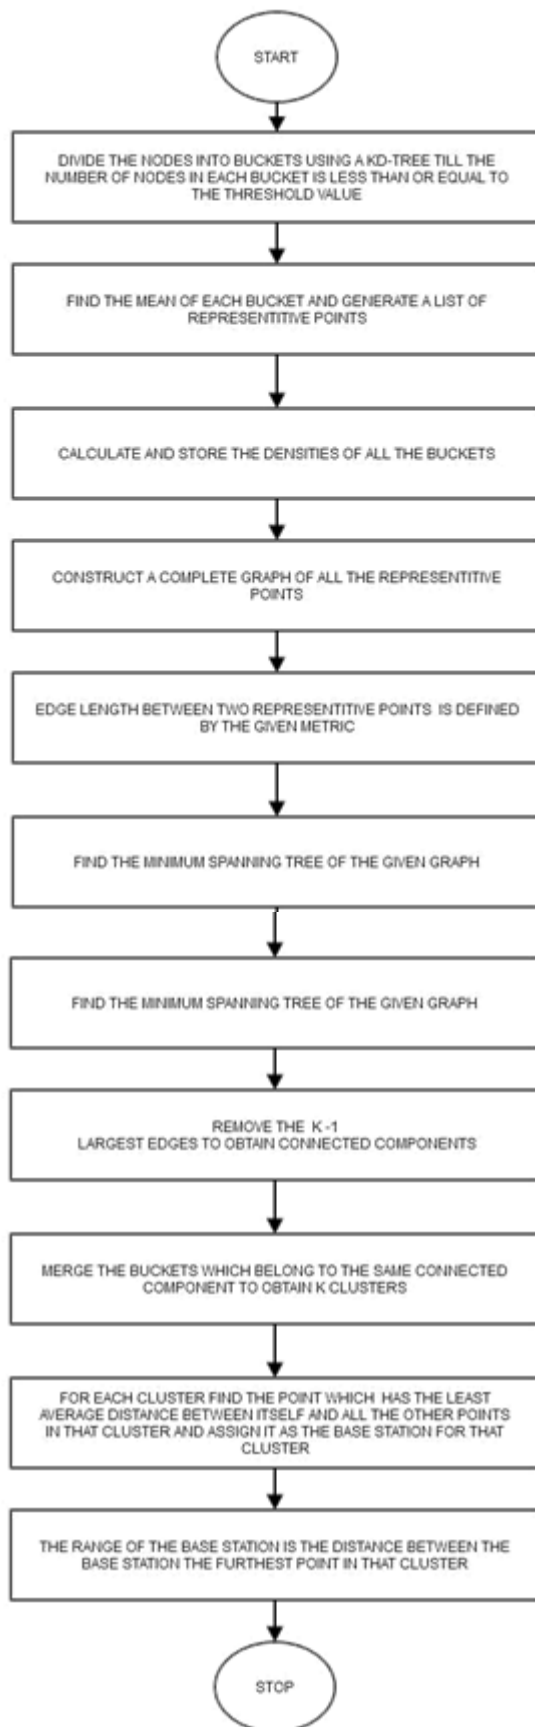 START
DIVIDE THE NODES INTO BUCKETS USING A KD-TREE TILL THE
NUMBER OF NODES IN EACH BUCKET IS LESS THAN OR EQUAL TO
THE THRESHOLD VALUE
FIND THE MEAN OF EACH BUCKET AND GENERATE A LIST OF
REPRESENTITIVE POINTS
CALCULATE AND STORE THE DENSITIES OF ALL THE BUCKETS
CONSTRUCT A COMPLETE GRAPH OF ALL THE REPRESENTITIVE
POINTS
EDGE LENGTH BETWEEN TWO REPRESENTITIVE POINTS IS DEFINED
BY THE GIVEN METRIC
FIND THE MINIMUM SPANNING TREE OF THE GIVEN GRAPH
FIND THE MINIMUM SPANNING TREE OF THE GIVEN GRAPH
REMOVE THE K -1
LARGEST EDGES TO OBTAIN CONNECTED COMPONENTS
MERGE THE BUCKETS WHICH BELONG TO THE SAME CONNECTED
COMPONENT TO OBTAIN K CLUSTERS
FOR EACH CLUSTER FIND THE POINT WHICH HAS THE LEAST
AVERAGE DISTANCE BETWEEN ITSELF AND ALL THE OTHER POINTS
IN THAT CLUSTER AND ASSIGN IT AS THE BASE STATION FOR THAT
CLUSTER
THE RANGE OF THE BASE STATION IS THE DISTANCE BETWEEN THE
BASE STATION THE FURTHEST POINT IN THAT CLUSTER
STOP